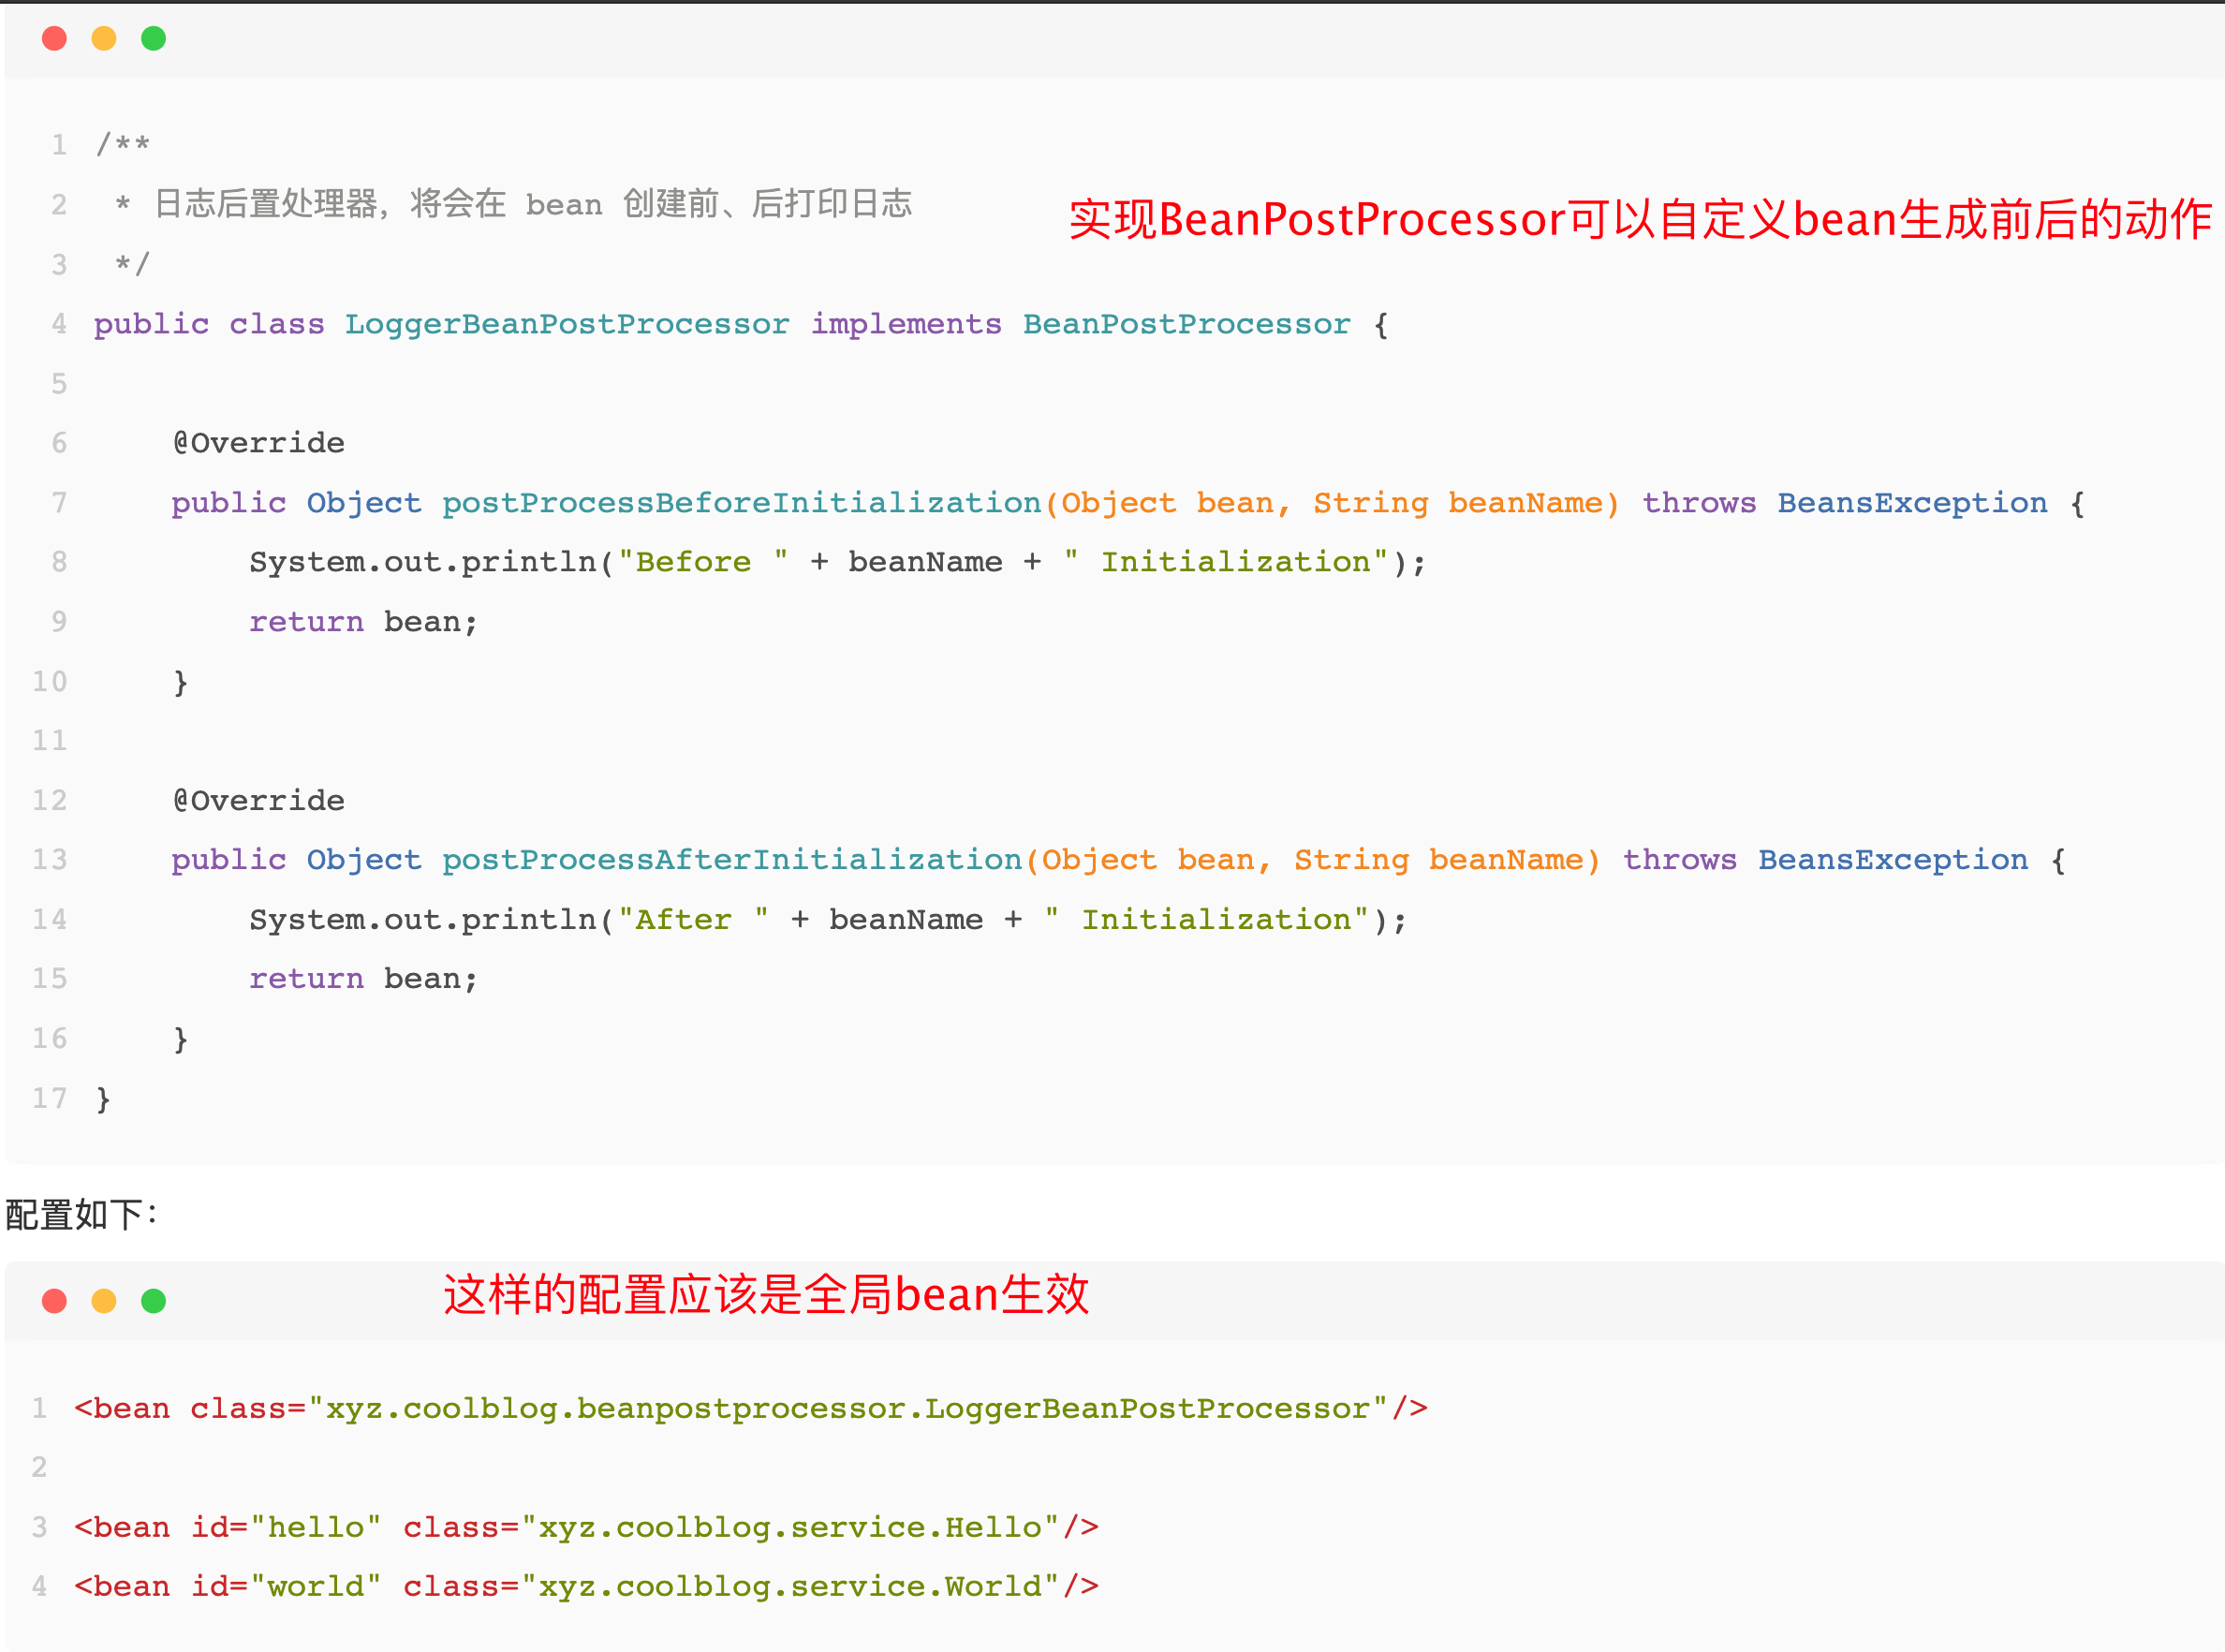 1 /**
2  * 日志后置处理器，将会在 bean 创建前、后打印日志
实现BeanPostProcessor可以自定义bean生成前后的动作
3  */
4 public class LoggerBeanPostProcessor implements BeanPostProcessor {
5
6     @Override
7     public Object postProcessBeforeInitialization(Object bean, String beanName) throws BeansException {
8         System.out.println("Before " + beanName + " Initialization");
9         return bean;
10     }
11
12     @Override
13     public Object postProcessAfterInitialization(Object bean, String beanName) throws BeansException {
14         System.out.println("After " + beanName + " Initialization");
15         return bean;
16     }
17 }
配置如下：
这样的配置应该是全局bean生效
1 <bean class="xyz.coolblog.beanpostprocessor.LoggerBeanPostProcessor"/>
2
3 <bean id="hello" class="xyz.coolblog.service.Hello"/>
4 <bean id="world" class="xyz.coolblog.service.World"/>